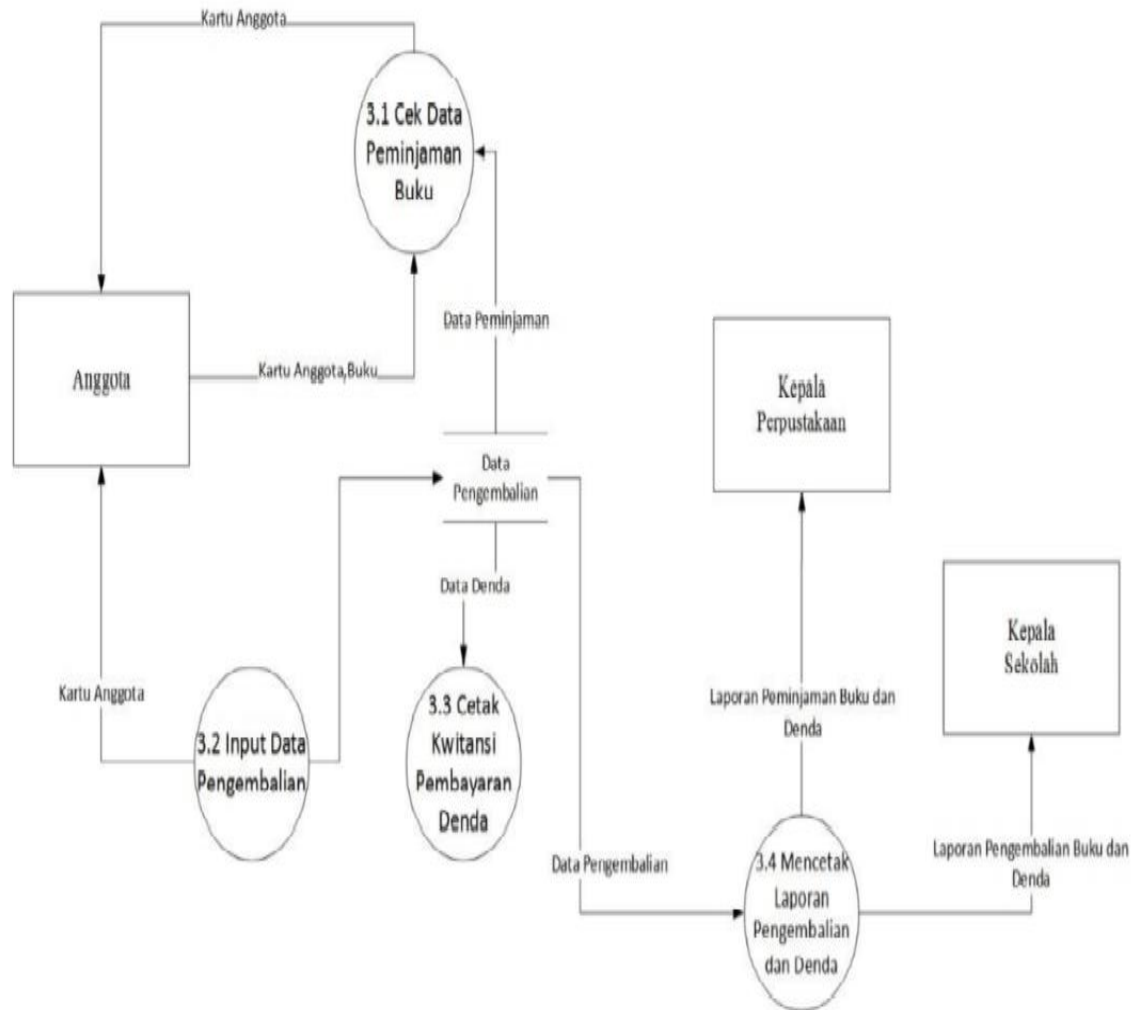 Kartu Anggota
3.1 Cek Data
Peminjaman
Buku
Data Peminjaman
Anggota
Kartu Anggota,Buku
Kepala
Perpustakaan
Data
Pengembalian
Data Denda
Kepala
Sekolah
Kartu Anggota
3.2 Input Data
Pengembalian
3.3 Cetak
Kwitansi
Pembayaran
Denda
Laporan Peminjaman Buku dan
Denda
Data Pengembalian
3.4 Mencetak
Laporan
Pengembalian
dan Denda
Laporan Pengembalian Buku dan
Denda